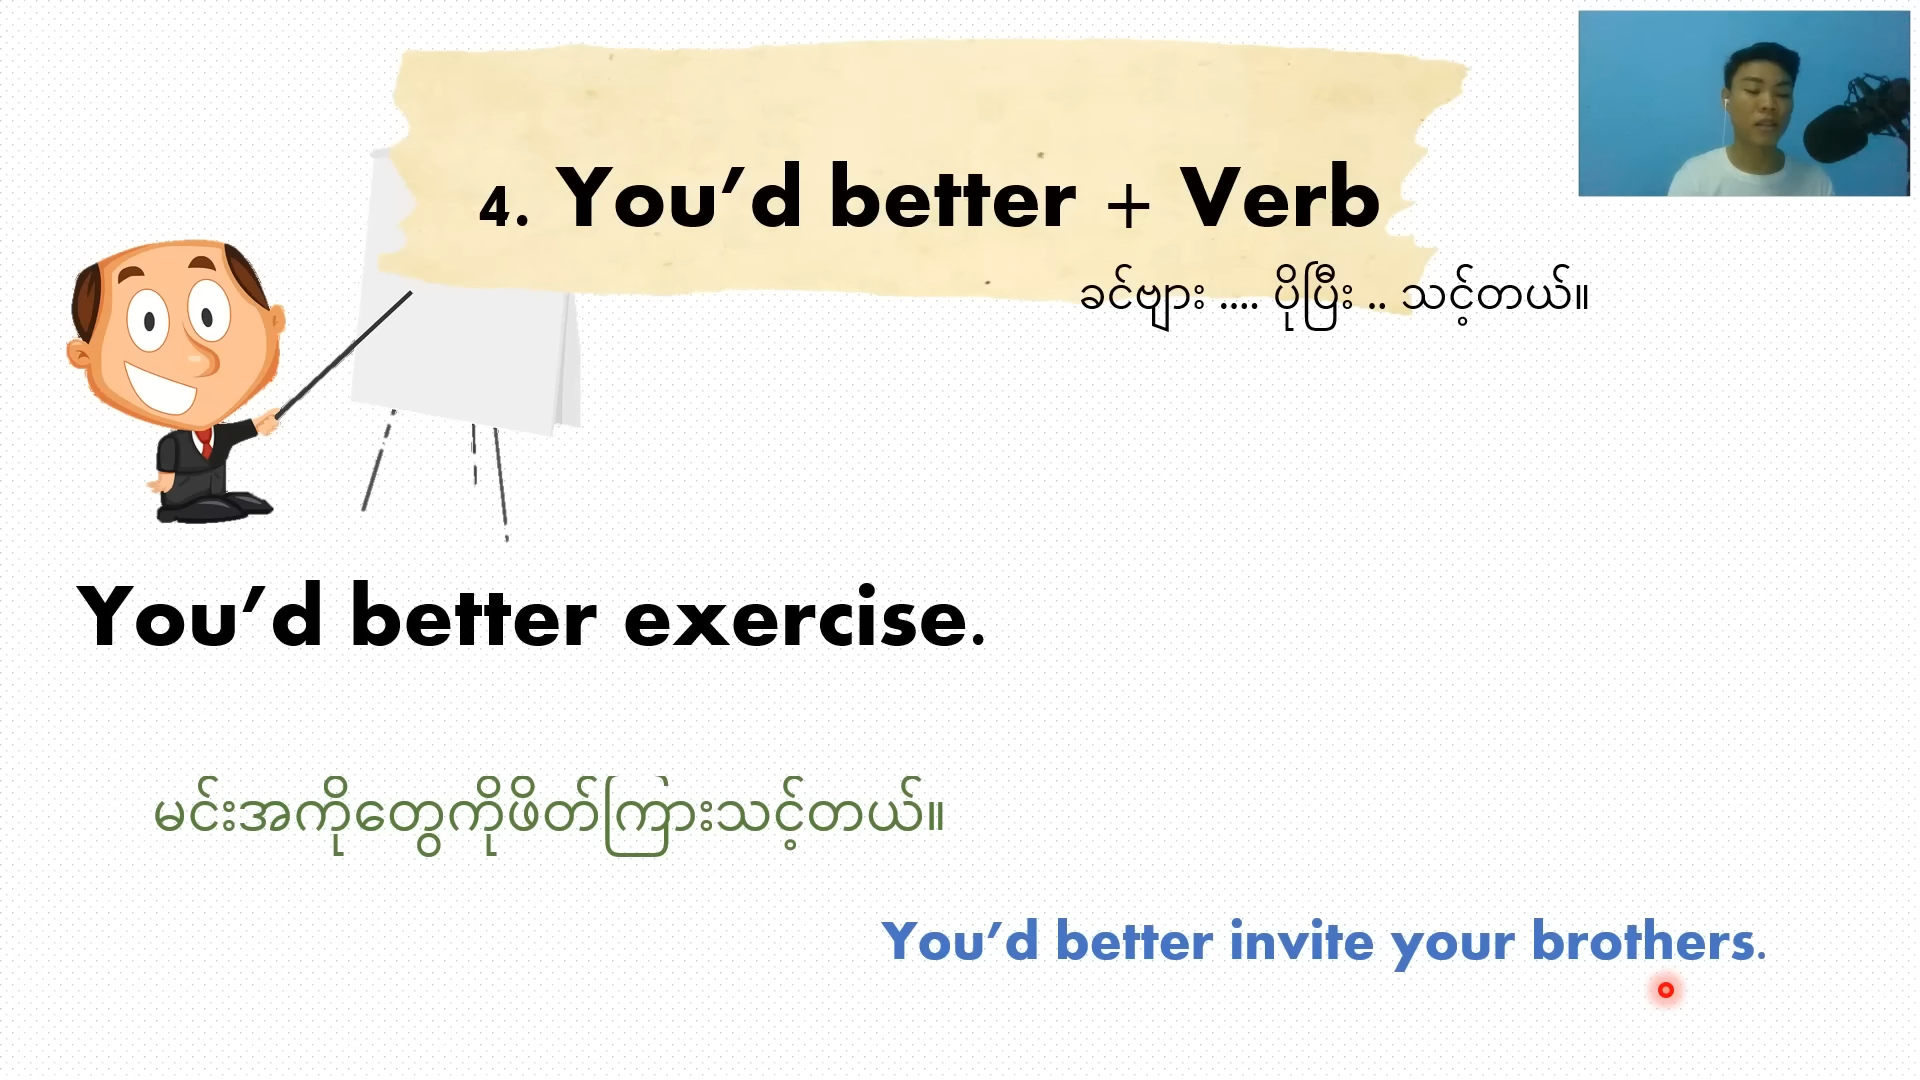 4. You’d better + Verb
ခင်ဗျား .... ပိုပြီး .. သင့်တယ်။
You’d better exercise.
မင်းအကိုတွေကိုဖိတ်ကြားသင့်တယ်။
You’d better invite your brothers.